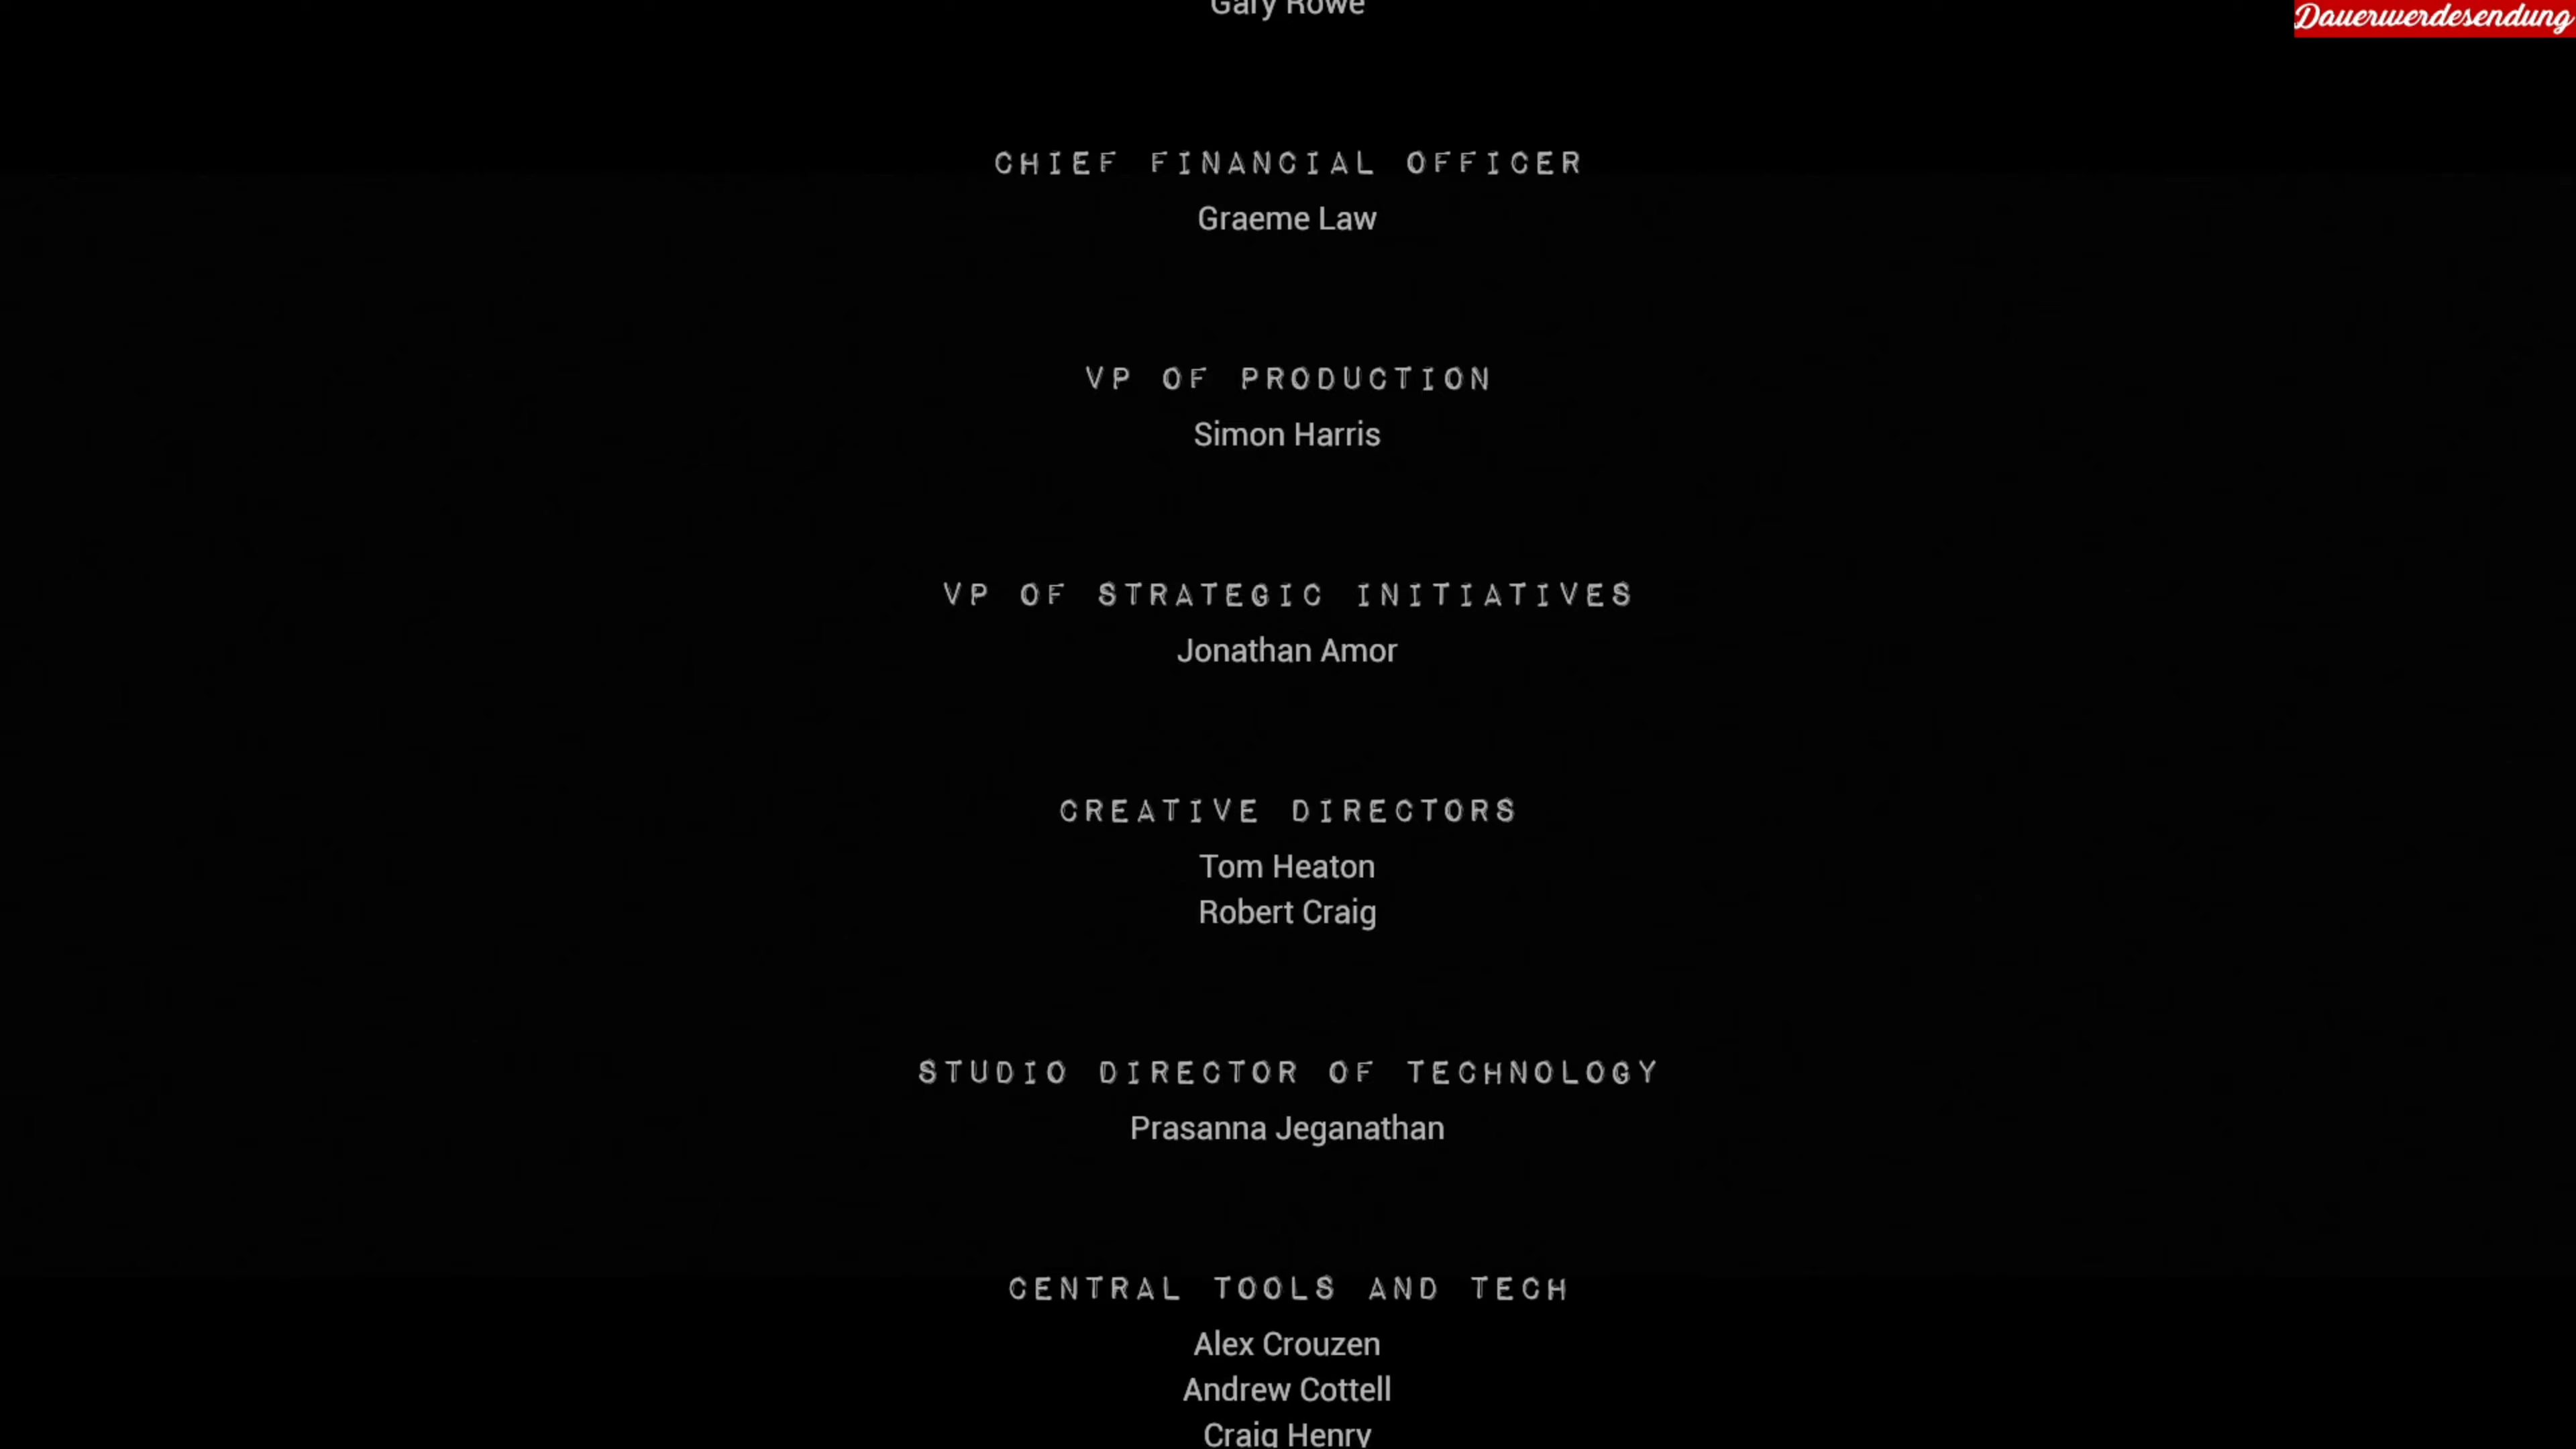 Gary Rowe
Dauerwerdesendung
CHIEF FINANCIAL OFFICER
Graeme Law
VP OF PRODUCTION
Simon Harris
VP OF STRATEGIC INITIATIVES
Jonathan Amor
CREATIVE DIRECTORS
Tom Heaton
Robert Craig
STUDIO DIRECTOR OF TECHNOLOGY
Prasanna Jeganathan
CENTRAL TOOLS AND TECH
Alex Crouzen
Andrew Cottell
Craig Henry